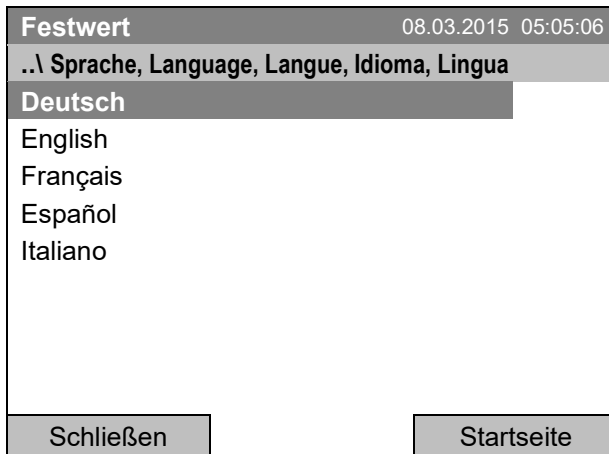 Festwert 08.03.2015 05:05:06
..\ Sprache, Language, Langue, Idioma, Lingua
Deutsch
English
Français
Español
Italiano
Schließen Startseite